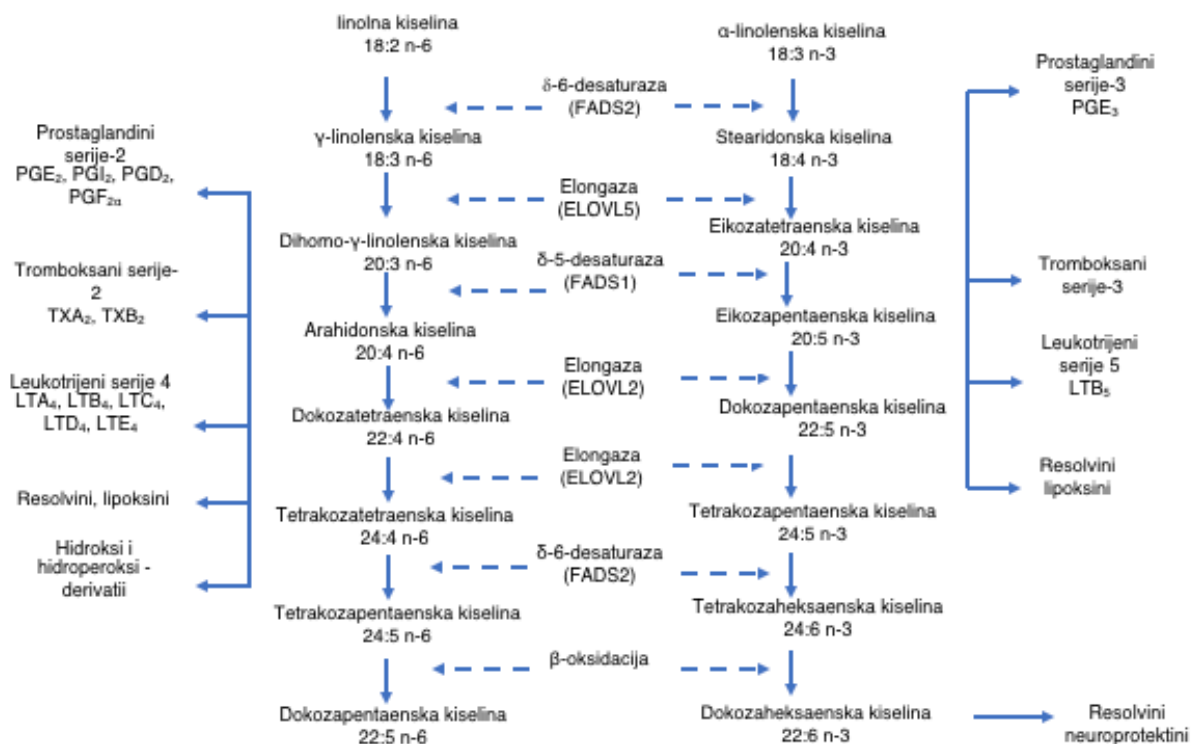 linolna kiselina
18:2 n-6
α-linolenska kiselina
18:3 n-3
δ-6-desaturaza
(FADS2)
γ-linolenska kiselina
18:3 n-6
Stearidonska kiselina
18:4 n-3
Elongaza
(ELOVL5)
Dihomo-γ-linolenska kiselina
20:3 n-6
Eikozatetraenska kiselina
20:4 n-3
δ-5-desaturaza
(FADS1)
Arahidonska kiselina
20:4 n-6
Eikozapentaenska kiselina
20:5 n-3
Elongaza
(ELOVL2)
Dokozatetraenska kiselina
22:4 n-6
Dokozapentaenska kiselina
22:5 n-3
Elongaza
(ELOVL2)
Tetrakozatetraenska kiselina
24:4 n-6
Tetrakozapentaenska kiselina
24:5 n-3
δ-6-desaturaza
(FADS2)
Tetrakozapentaenska kiselina
24:5 n-6
Tetrakozaheksaenska kiselina
24:6 n-3
β-oksidacija
Dokozapentaenska kiselina
22:5 n-6
Dokozaheksaenska kiselina
22:6 n-3
Prostaglandini
serije-2
PGE₂, PGI₂, PGD₂,
PGF₂α
Tromboksani serije-
2
TXA₂, TXB₂
Leukotrijeni serije 4
LTA₄, LTB₄, LTC₄,
LTD₄, LTE₄
Resolvini, lipoksini
Hidroksi i
hidroperoksi -
derivatii
Prostaglandini
serije-3
PGE₃
Tromboksani
serije-3
Leukotrijeni
serije 5
LTB₅
Resolvini
lipoksini
Resolvini
neuroprotektini